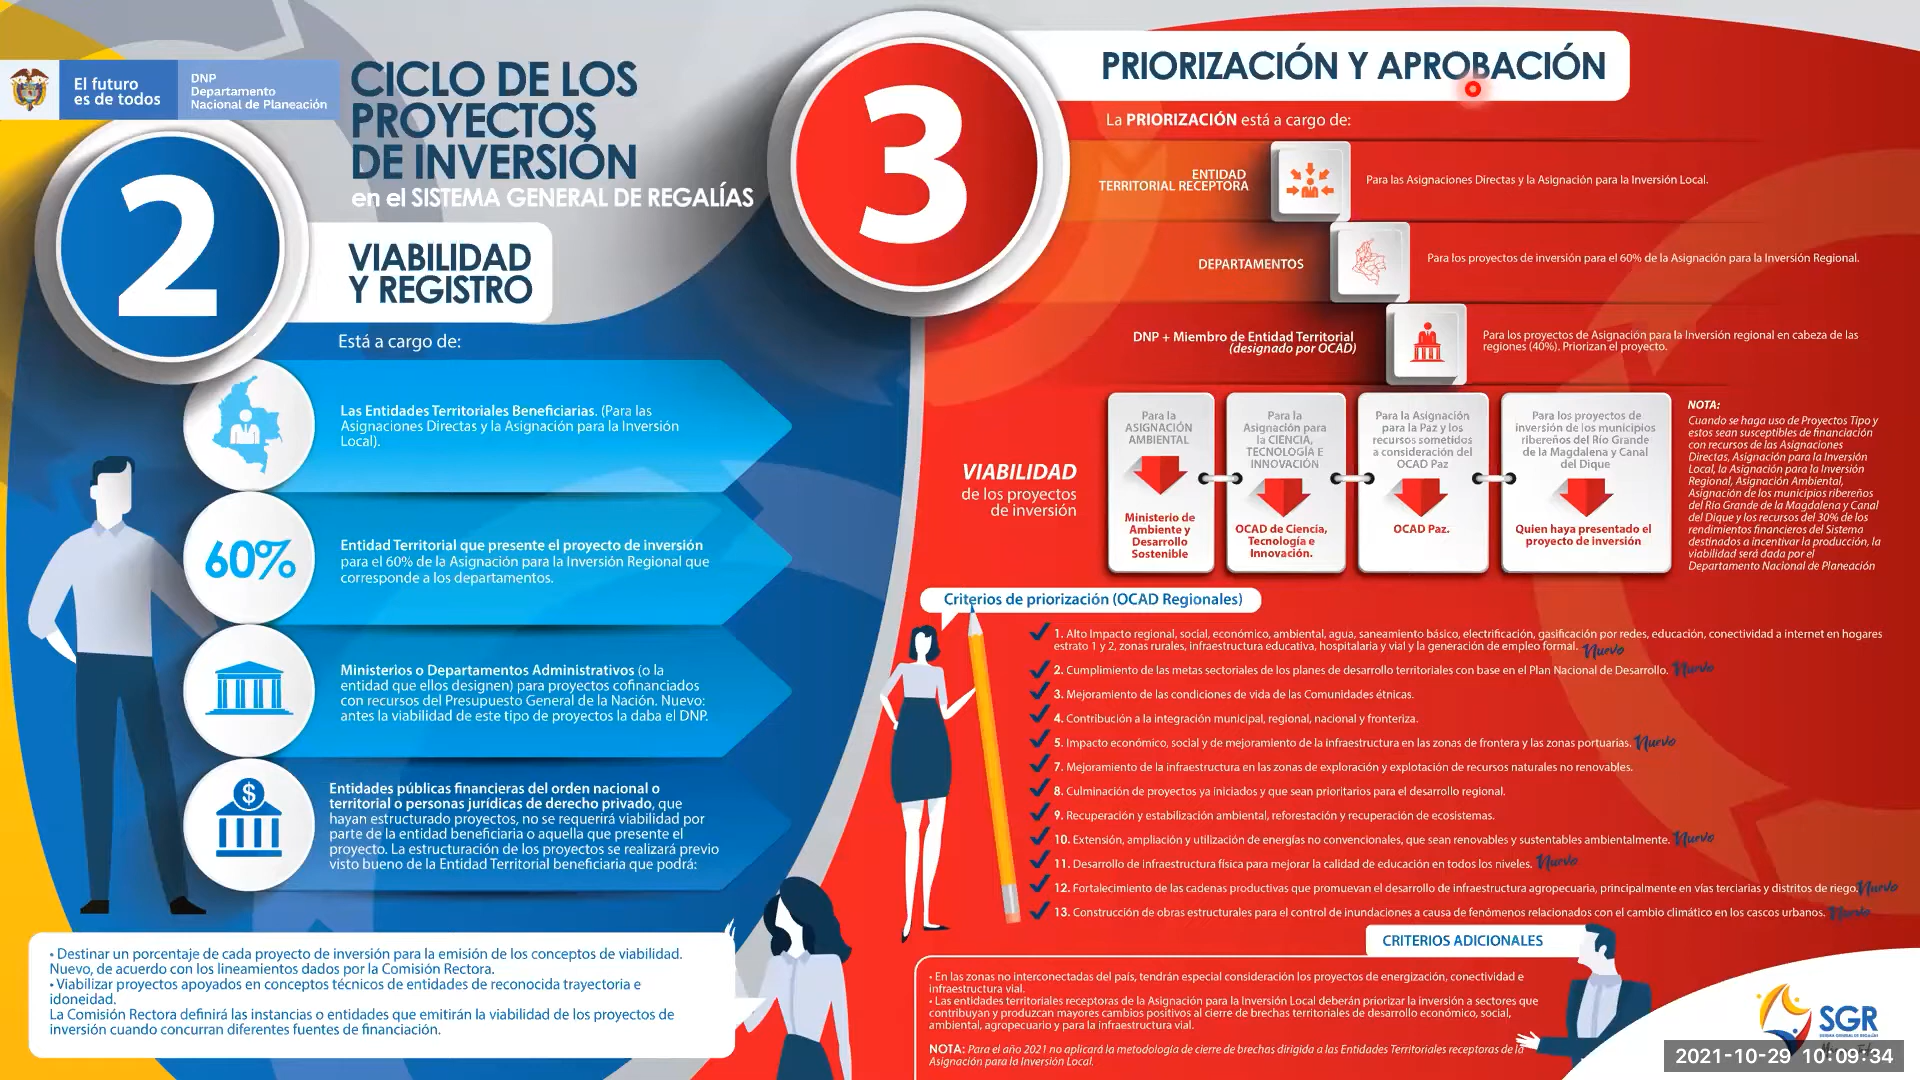 El futuro
es de todos
DNP
Departamento
Nacional de Planeación
CICLO DE LOS
PROYECTOS
DE INVERSIÓN
en el SISTEMA GENERAL DE REGALÍAS
2
VIABILIDAD
Y REGISTRO
Está a cargo de:
Las Entidades Territoriales Beneficiarias. (Para las
Asignaciones Directas y la Asignación para la Inversión
Local).
60%
Entidad Territorial que presente el proyecto de inversión
para el 60% de la Asignación para la Inversión Regional que
corresponde a los departamentos.
Ministerios o Departamentos Administrativos (o la
entidad que ellos designen) para proyectos cofinanciados
con recursos del Presupuesto General de la Nación. Nuevo:
antes la viabilidad de este tipo de proyectos la daba el DNP.
$
Entidades públicas financieras del orden nacional o
territorial o personas jurídicas de derecho privado, que
hayan estructurado proyectos, no se requerirá viabilidad por
parte de la entidad beneficiaria o aquella que presente el
proyecto. La estructuración de los proyectos se realizará previo
visto bueno de la Entidad Territorial beneficiaria que podrá:
• Destinar un porcentaje de cada proyecto de inversión para la emisión de los conceptos de viabilidad.
Nuevo, de acuerdo con los lineamientos dados por la Comisión Rectora.
• Viabilizar proyectos apoyados en conceptos técnicos de entidades de reconocida trayectoria e
idoneidad.
La Comisión Rectora definirá las instancias o entidades que emitirán la viabilidad de los proyectos de
inversión cuando concurran diferentes fuentes de financiación.
3
PRIORIZACIÓN Y APROBACIÓN
La PRIORIZACIÓN está a cargo de:
ENTIDAD
TERRITORIAL RECEPTORA
Para las Asignaciones Directas y la Asignación para la Inversión Local.
DEPARTAMENTOS
Para los proyectos de inversión para el 60% de la Asignación para la Inversión Regional.
DNP + Miembro de Entidad Territorial
(designado por OCAD)
Para los proyectos de Asignación para la Inversión regional en cabeza de las
regiones (40%). Priorizan el proyecto.
VIABILIDAD
de los proyectos
de inversión
Para la
ASIGNACIÓN
AMBIENTAL
Ministerio de
Ambiente y
Desarrollo
Sostenible
Para la
Asignación para
la CIENCIA,
TECNOLOGÍA E
INNOVACIÓN
OCAD de Ciencia,
Tecnología e
Innovación.
Para la Asignación
para la Paz y los
recursos sometidos
a consideración del
OCAD Paz
OCAD Paz.
Para los proyectos de
inversión de los municipios
ribereños del Río Grande
de la Magdalena y Canal
del Dique
Quien haya presentado el
proyecto de inversión
NOTA:
Cuando se haga uso de Proyectos Tipo y
estos sean susceptibles de financiación
con recursos de las Asignaciones
Directas, Asignación para la Inversión
Local, la Asignación para la Inversión
Regional, Asignación Ambiental,
Asignación de los municipios ribereños
del Río Grande de la Magdalena y Canal
del Dique y los recursos del 30% de los
rendimientos financieros del Sistema
destinados a incentivar la producción, la
viabilidad será dada por el
Departamento Nacional de Planeación
Criterios de priorización (OCAD Regionales)
1. Alto Impacto regional, social, económico, ambiental, agua, saneamiento básico, electrificación, gasificación por redes, educación, conectividad a internet en hogares
estrato 1 y 2, zonas rurales, infraestructura educativa, hospitalaria y vial y la generación de empleo formal. Nuevo
2. Cumplimiento de las metas sectoriales de los planes de desarrollo territoriales con base en el Plan Nacional de Desarrollo. Nuevo
3. Mejoramiento de las condiciones de vida de las Comunidades étnicas.
4. Contribución a la integración municipal, regional, nacional y fronteriza.
5. Impacto económico, social y de mejoramiento de la infraestructura en las zonas de frontera y las zonas portuarias. Nuevo
7. Mejoramiento de la infraestructura en las zonas de exploración y explotación de recursos naturales no renovables.
8. Culminación de proyectos ya iniciados y que sean prioritarios para el desarrollo regional.
9. Recuperación y estabilización ambiental, reforestación y recuperación de ecosistemas.
10. Extensión, ampliación y utilización de energías no convencionales, que sean renovables y sustentables ambientalmente. Nuevo
11. Desarrollo de infraestructura física para mejorar la calidad de educación en todos los niveles. Nuevo
12. Fortalecimiento de las cadenas productivas que promuevan el desarrollo de infraestructura agropecuaria, principalmente en vías terciarias y distritos de riego. Nuevo
13. Construcción de obras estructurales para el control de inundaciones a causa de fenómenos relacionados con el cambio climático en los cascos urbanos. Nuevo
CRITERIOS ADICIONALES
• En las zonas no interconectadas del país, tendrán especial consideración los proyectos de energización, conectividad e
infraestructura vial.
• Las entidades territoriales receptoras de la Asignación para la Inversión Local deberán priorizar la inversión a sectores que
contribuyan y produzcan mayores cambios positivos al cierre de brechas territoriales de desarrollo económico, social,
ambiental, agropecuario y para la infraestructura vial.
NOTA: Para el año 2021 no aplicará la metodología de cierre de brechas dirigida a las Entidades Territoriales receptoras de la
Asignación para la Inversión Local.
SGR
SISTEMA GENERAL DE REGALÍAS
2021-10-29 10:09:34